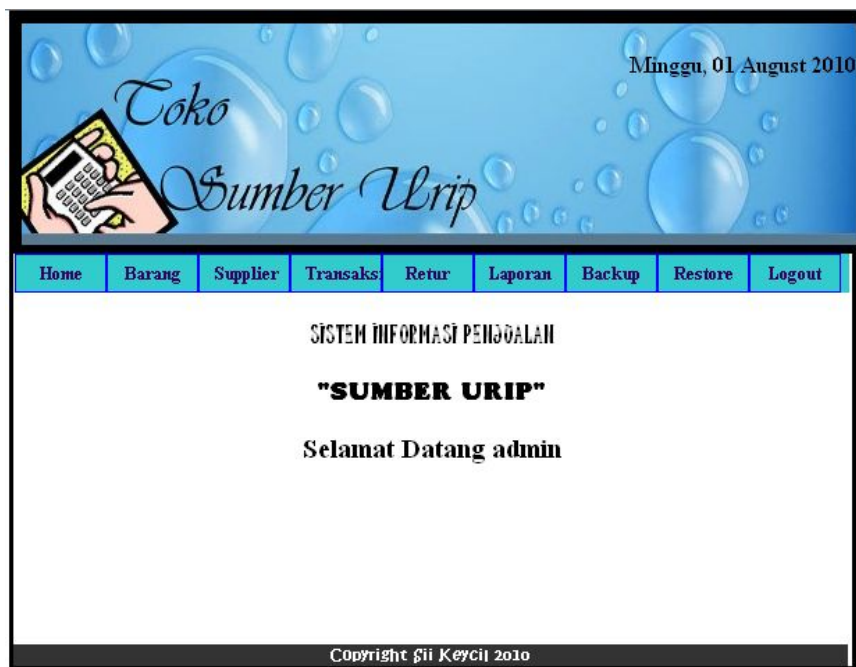 Minggu, 01 August 2010
Toko
Sumber Urip
Home Barang Supplier Transaksi Retur Laporan Backup Restore Logout
SISTEM INFORMASI PENJUALAN
"SUMBER URIP"
Selamat Datang admin
Copyright Sii Keycil 2010